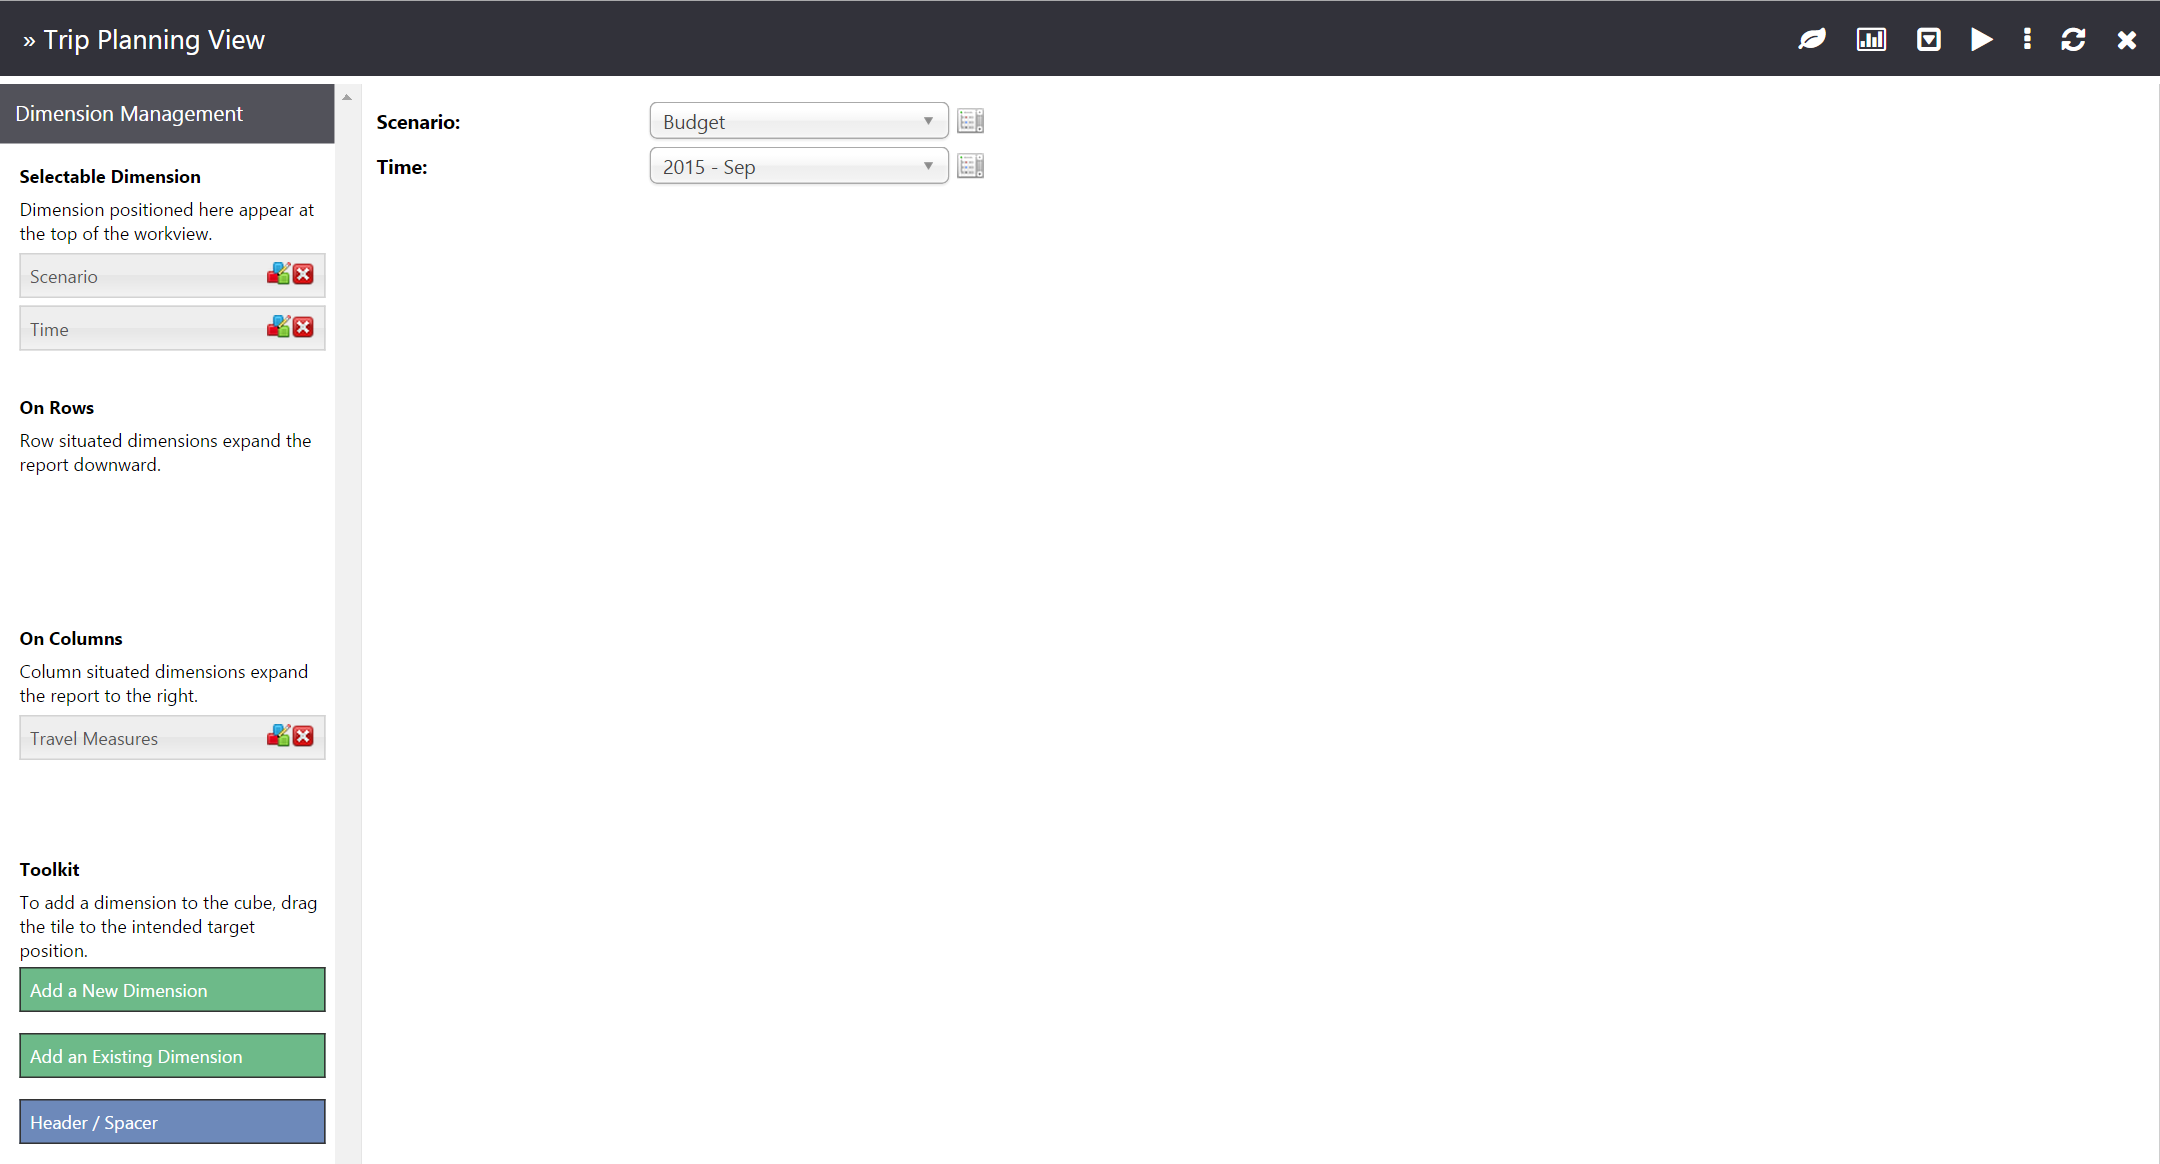 » Trip Planning View
Dimension Management
Selectable Dimension
Dimension positioned here appear at
the top of the workview.
Scenario
Time
On Rows
Row situated dimensions expand the
report downward.
On Columns
Column situated dimensions expand
the report to the right.
Travel Measures
Toolkit
To add a dimension to the cube, drag
the tile to the intended target
position.
Add a New Dimension
Add an Existing Dimension
Header / Spacer
Scenario:
Budget
Time:
2015 - Sep